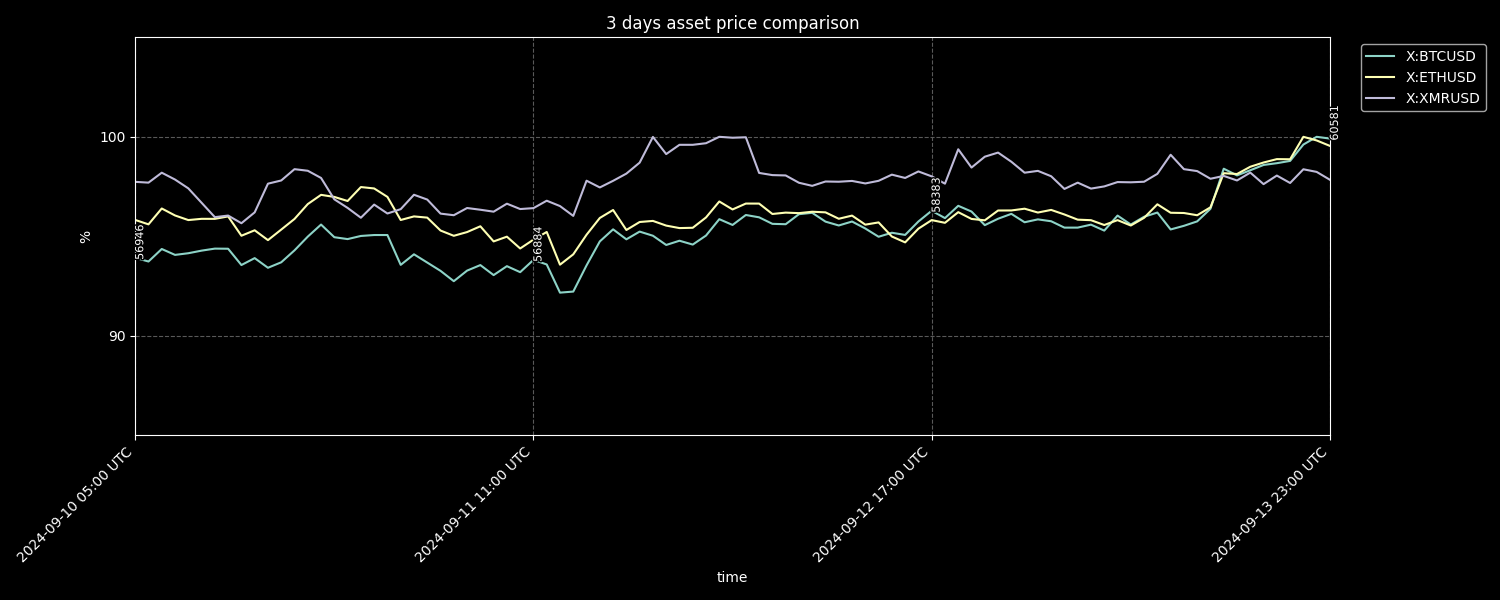 3 days asset price comparison
X:BTCUSD
X:ETHUSD
X:XMRUSD
100
90
%
56946
56884
58383
60581
2024-09-10 05:00 UTC
2024-09-11 11:00 UTC
2024-09-12 17:00 UTC
2024-09-13 23:00 UTC
time